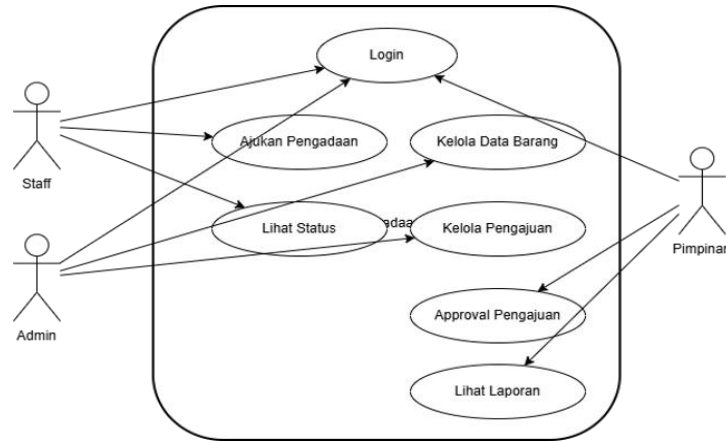 Login
Ajukan Pengadaan
Kelola Data Barang
Staff
Lihat Status
Kelola Pengajuan
Pimpinan
Admin
Approval Pengajuan
Lihat Laporan